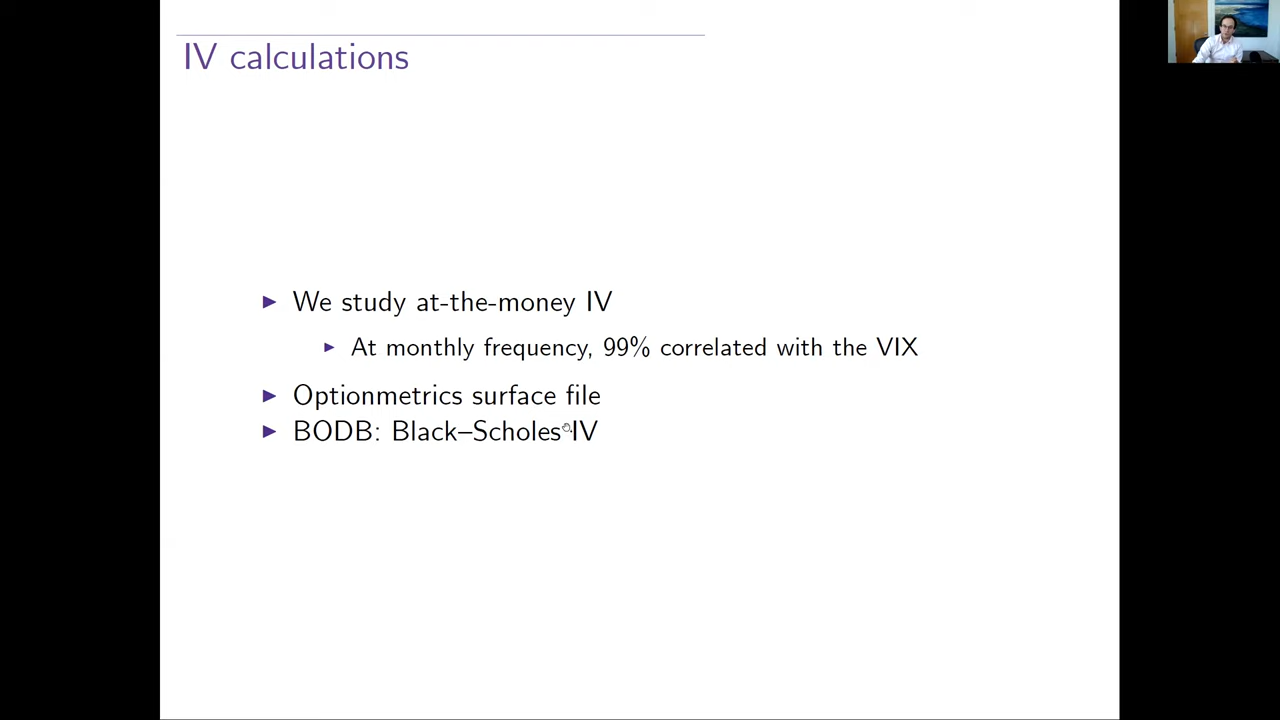 IV calculations
We study at-the-money IV
At monthly frequency, 99% correlated with the VIX
Optionmetrics surface file
BODB: Black–Scholes IV